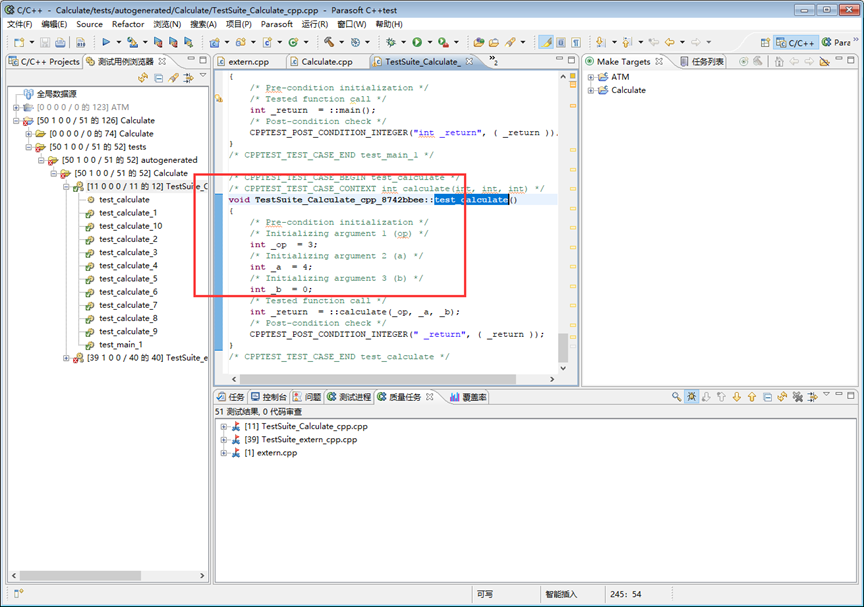 C/C++ - Calculate/tests/autogenerated/Calculate/TestSuite_Calculate_cpp.cpp - Parasoft C++test
文件(F) 编辑(E) Source Refactor 浏览(N) 搜索(A) 项目(P) Parasoft 运行(R) 窗口(W) 帮助(H)
C/C++ Para
C/C++ Projects 测试用例浏览器
全局数据源
[0 0 0 0 / 0 的 123] ATM
[50 1 0 0 / 51 的 126] Calculate
[0 0 0 0 / 0 的 74] Calculate
[50 1 0 0 / 51 的 52] tests
[50 1 0 0 / 51 的 52] autogenerated
[50 1 0 0 / 51 的 52] Calculate
[11 0 0 0 / 11 的 12] TestSuite_C
test_calculate
test_calculate_1
test_calculate_10
test_calculate_2
test_calculate_3
test_calculate_4
test_calculate_5
test_calculate_6
test_calculate_7
test_calculate_8
test_calculate_9
test_main_1
[39 1 0 0 / 40 的 40] TestSuite_e
extern.cpp Calculate.cpp TestSuite_Calculate_ »2
{
/* Pre-condition initialization */
/* Tested function call */
int _return = ::main();
/* Post-condition check */
CPPTEST_POST_CONDITION_INTEGER("int _return", ( _return ));
}
/* CPPTEST_TEST_CASE_END test_main_1 */
/* CPPTEST_TEST_CASE_BEGIN test_calculate */
/* CPPTEST_TEST_CASE_CONTEXT int calculate(int, int, int) */
void TestSuite_Calculate_cpp_8742bbee::test_calculate()
{
/* Pre-condition initialization */
/* Initializing argument 1 (op) */
int _op = 3;
/* Initializing argument 2 (a) */
int _a = 4;
/* Initializing argument 3 (b) */
int _b = 0;
/* Tested function call */
int _return = ::calculate(_op, _a, _b);
/* Post-condition check */
CPPTEST_POST_CONDITION_INTEGER(" _return", ( _return ));
}
/* CPPTEST_TEST_CASE_END test_calculate */
Make Targets 任务列表
ATM
Calculate
任务 控制台 问题 测试进程 质量任务 覆盖率
51 测试结果, 0 代码审查
[11] TestSuite_Calculate_cpp.cpp
[39] TestSuite_extern_cpp.cpp
[1] extern.cpp
可写 智能插入 245: 54